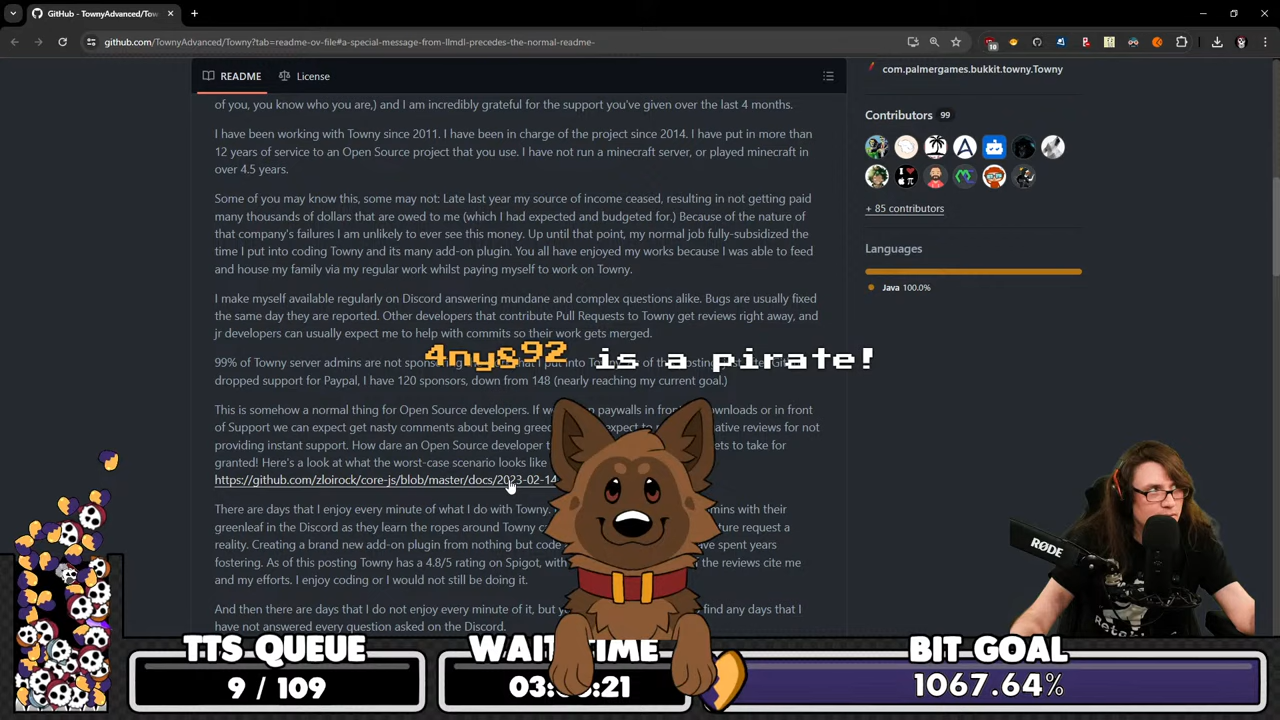 GitHub - TownyAdvanced/Tow
github.com/TownyAdvanced/Towny?tab=readme-ov-file#a-special-message-from-llmdl-precedes-the-normal-readme-
10
README
License
com.palmergames.bukkit.towny.Towny
of you, you know who you are,) and I am incredibly grateful for the support you've given over the last 4 months.
Contributors 99
I have been working with Towny since 2011. I have been in charge of the project since 2014. I have put in more than
12 years of service to an Open Source project that you use. I have not run a minecraft server, or played minecraft in
over 4.5 years.
+ 85 contributors
Some of you may know this, some may not: Late last year my source of income ceased, resulting in not getting paid
many thousands of dollars that are owed to me (which I had expected and budgeted for.) Because of the nature of
that company's failures I am unlikely to ever see this money. Up until that point, my normal job fully-subsidized the
time I put into coding Towny and its many add-on plugin. You all have enjoyed my works because I was able to feed
and house my family via my regular work whilst paying myself to work on Towny.
Languages
Java 100.0%
I make myself available regularly on Discord answering mundane and complex questions alike. Bugs are usually fixed
the same day they are reported. Other developers that contribute Pull Requests to Towny get reviews right away, and
jr developers can usually expect me to help with commits so their work gets merged.
4nys92 is a pirate!
99% of Towny server admins are not
dropped support for Paypal, I have 120 sponsors, down from 148 (nearly reaching my current goal.)
This is somehow a normal thing for Open Source developers. If we paywalls in downloads or in front
of Support we can expect get nasty comments about being reviews for not
providing instant support. How dare an Open Source developer to take for
granted! Here's a look at what the worst-case scenario looks like
https://github.com/zloirock/core-js/blob/master/docs/2023-02-14
There are days that I enjoy every minute of what I do with Towny. with their
greenleaf in the Discord as they learn the ropes around Towny request a
reality. Creating a brand new add-on plugin from nothing but code spent years
fostering. As of this posting Towny has a 4.8/5 rating on Spigot, the reviews cite me
and my efforts. I enjoy coding or I would not still be doing it.
And then there are days that I do not enjoy every minute of it, but find any days that I
have not answered every question asked on the Discord.
RØDE
TTS QUEUE
9 / 109
WAIT TIME
21
BIT GOAL
1067.64%